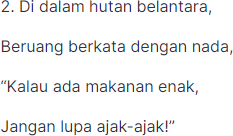 2. Di dalam hutan belantara,
Beruang berkata dengan nada,
“Kalau ada makanan enak,
Jangan lupa ajak-ajak!”